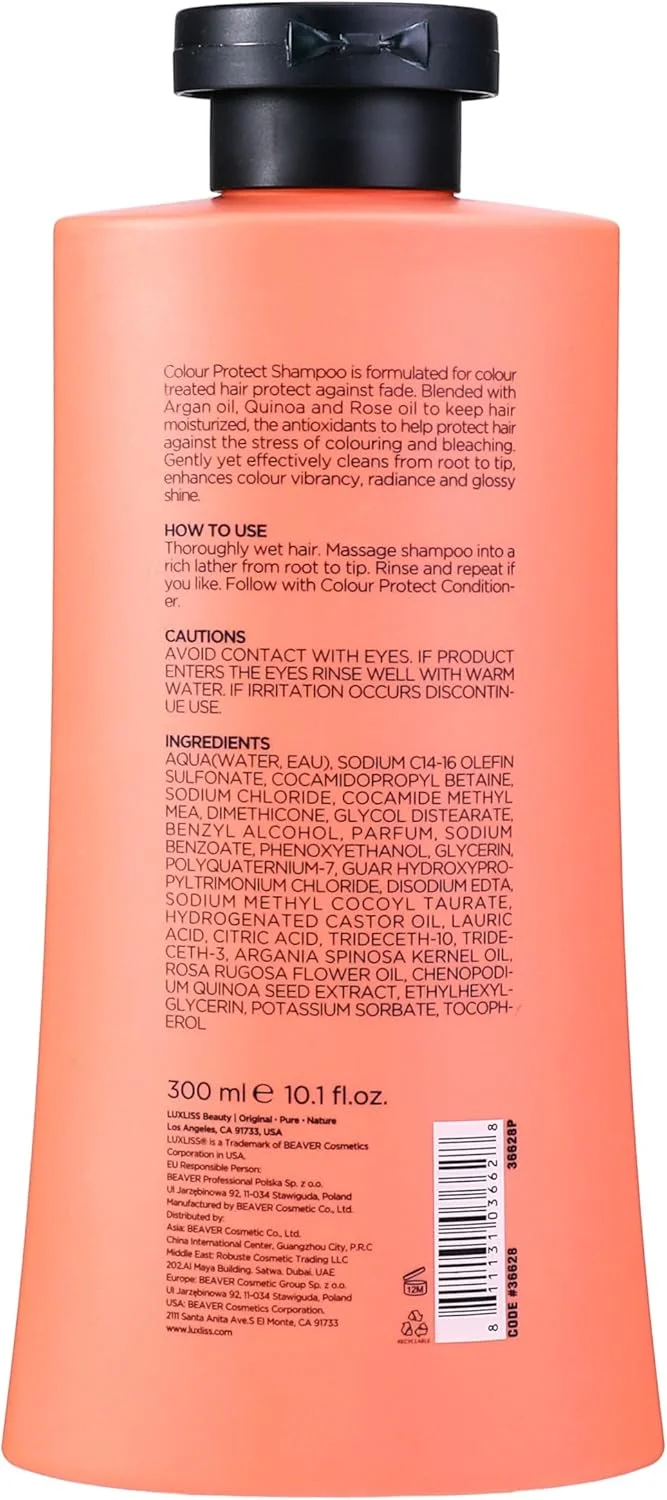 Colour Protect Shampoo is formulated for colour
treated hair protect against fade. Blended with
Argan oil, Quinoa and Rose oil to keep hair
moisturized, the antioxidants to help protect hair
against the stress of colouring and bleaching.
Gently yet effectively cleans from root to tip,
enhances colour vibrancy, radiance and glossy
shine.
HOW TO USE
Thoroughly wet hair. Massage shampoo into a
rich lather from root to tip. Rinse and repeat if
you like. Follow with Colour Protect Condition-
er.
CAUTIONS
AVOID CONTACT WITH EYES. IF PRODUCT
ENTERS THE EYES RINSE WELL WITH WARM
WATER. IF IRRITATION OCCURS DISCONTIN-
UE USE.
INGREDIENTS
AQUA(WATER, EAU), SODIUM C14-16 OLEFIN
SULFONATE, COCAMIDOPROPYL BETAINE,
SODIUM CHLORIDE, COCAMIDE METHYL
MEA, DIMETHICONE, GLYCOL DISTEARATE,
BENZYL ALCOHOL, PARFUM, SODIUM
BENZOATE, PHENOXYETHANOL, GLYCERIN,
POLYQUATERNIUM-7, GUAR HYDROXYPRO-
PYLTRIMONIUM CHLORIDE, DISODIUM EDTA,
SODIUM METHYL COCOYL TAURATE,
HYDROGENATED CASTOR OIL, LAURIC
ACID, CITRIC ACID, TRIDECETH-10, TRIDE-
CETH-3, ARGANIA SPINOSA KERNEL OIL,
ROSA RUGOSA FLOWER OIL, CHENOPODI-
UM QUINOA SEED EXTRACT, ETHYLHEXYL-
GLYCERIN, POTASSIUM SORBATE, TOCOPH-
EROL
300 ml e 10.1 fl.oz.
LUXLISS Beauty | Original · Pure · Nature
Los Angeles, CA 91733, USA
LUXLISS® is a Trademark of BEAVER Cosmetics
Corporation in USA.
EU Responsible Person:
BEAVER Professional Polska Sp. z o.o.
Ul Jarzębinowa 92, 11-034 Stawiguda, Poland
Manufactured by BEAVER Cosmetic Co., Ltd.
Distributed by:
Asia: BEAVER Cosmetic Co., Ltd.
China International Center, Guangzhou City, P.R.C
Middle East: Robuste Cosmetic Trading LLC
202.Al Maya Building. Satwa. Dubai. UAE
Europe: BEAVER Cosmetic Group Sp. z o.o.
Ul Jarzębinowa 92, 11-034 Stawiguda, Poland
USA: BEAVER Cosmetics Corporation.
2111 Santa Anita Ave.S El Monte, CA 91733
www.luxliss.com
12M
RECYCLABLE
8 11131 03662 8
CODE #36628
36628P